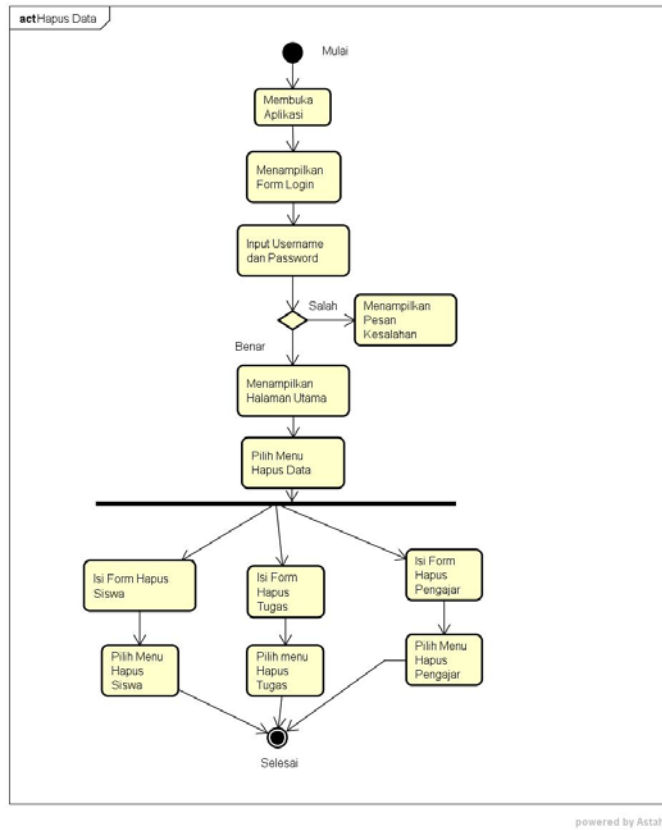 act Hapus Data
Mulai
Membuka
Aplikasi
Menampilkan
Form Login
Input Username
dan Password
Salah
Menampilkan
Pesan
Kesalahan
Benar
Menampilkan
Halaman Utama
Pilih Menu
Hapus Data
Isi Form Hapus
Siswa
Isi Form
Hapus
Tugas
Isi Form
Hapus
Pengajar
Pilih Menu
Hapus
Siswa
Pilih menu
Hapus
Tugas
Pilih Menu
Hapus
Pengajar
Selesai
powered by Astah